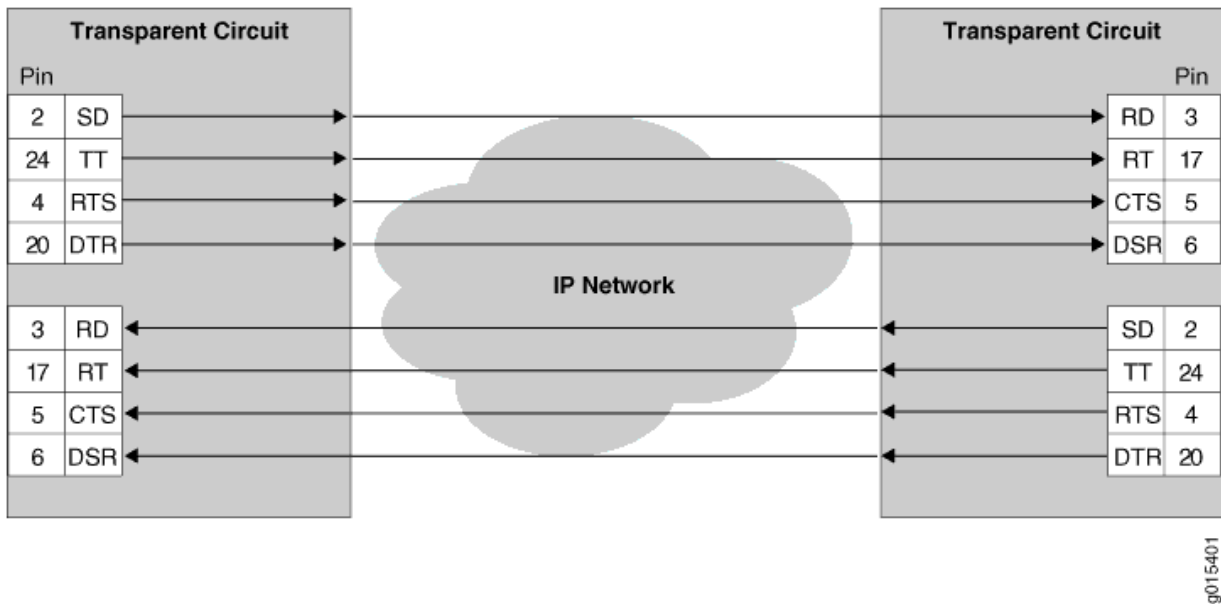 Transparent Circuit Transparent Circuit
Pin Pin
2 SD RD 3
24 TT RT 17
4 RTS CTS 5
20 DTR DSR 6
IP Network
3 RD SD 2
17 RT TT 24
5 CTS RTS 4
6 DSR DTR 20
g015401